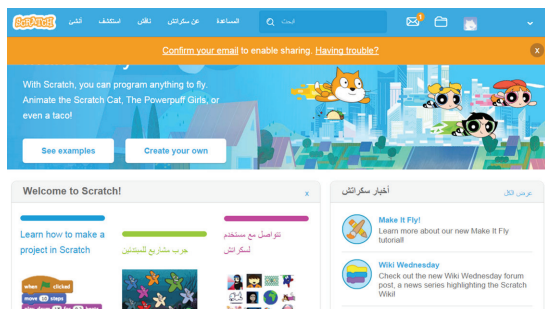 SCRATCH أنشئ استكشف ناقش عن سكراتش المساعدة ابحث
Confirm your email to enable sharing. Having trouble?
x
With Scratch, you can program anything to fly.
Animate the Scratch Cat, The Powerpuff Girls, or
even a taco!
See examples
Create your own
Welcome to Scratch!
x
Learn how to make a
project in Scratch
جرب مشاريع للمبتدئين
تتواصل مع مستخدم
لسكراتش
when clicked
move 10 steps
أخبار سكراتش
عرض الكل
Make It Fly!
Learn more about our new Make It Fly
tutorial!
Wiki Wednesday
Check out the new Wiki Wednesday forum
post, a news series highlighting the Scratch
Wiki!